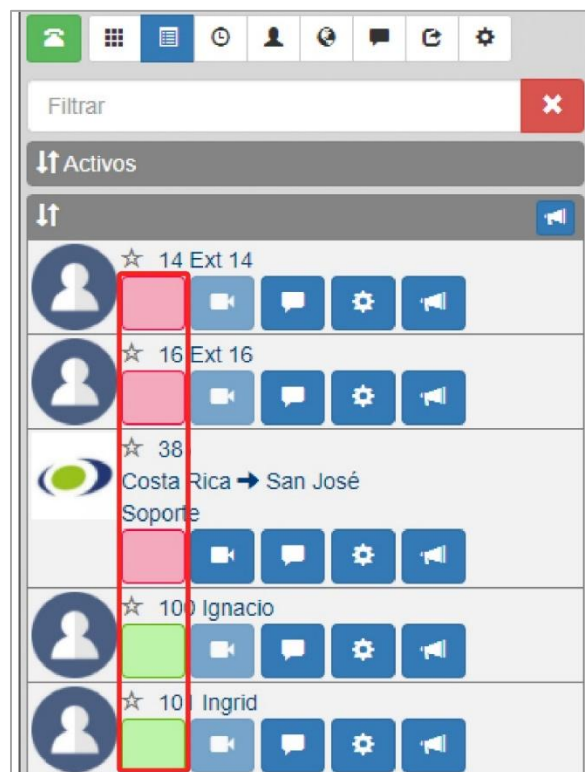 Filtrar
Activos
14 Ext 14
16 Ext 16
38
Costa Rica ➔ San José
Soporte
100 Ignacio
101 Ingrid